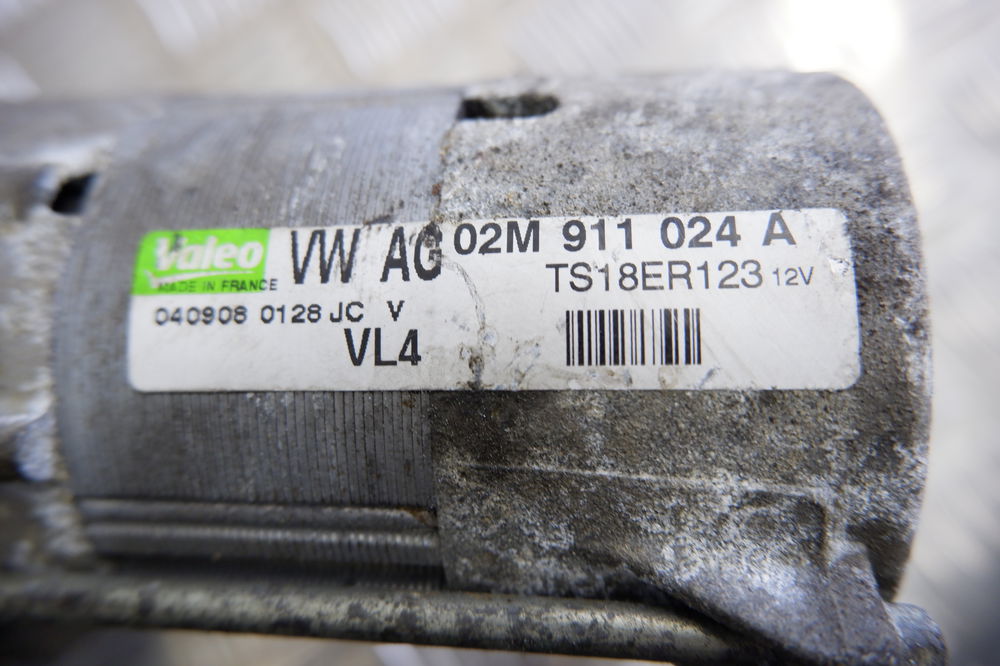 Valeo VW AG 02M 911 024 A
MADE IN FRANCE TS18ER123 12V
040908 0128 JC V
VL4